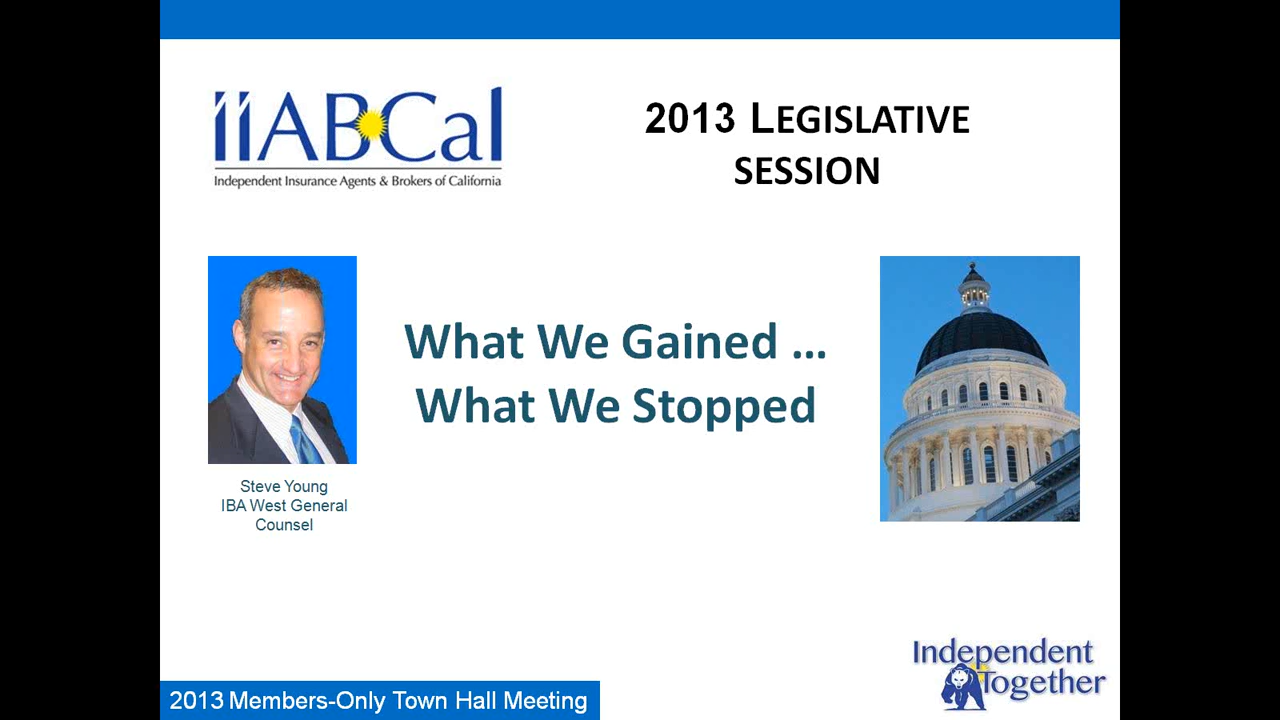 iiABCal
Independent Insurance Agents & Brokers of California
2013 LEGISLATIVE
SESSION
What We Gained ...
What We Stopped
Steve Young
IBA West General
Counsel
Independent
Together
2013 Members-Only Town Hall Meeting